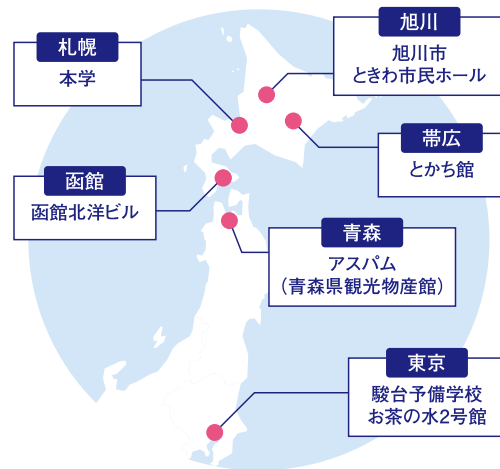 札幌
本学
旭川
旭川市
ときわ市民ホール
帯広
とかち館
函館
函館北洋ビル
青森
アスパム
（青森県観光物産館）
東京
駿台予備学校
お茶の水2号館